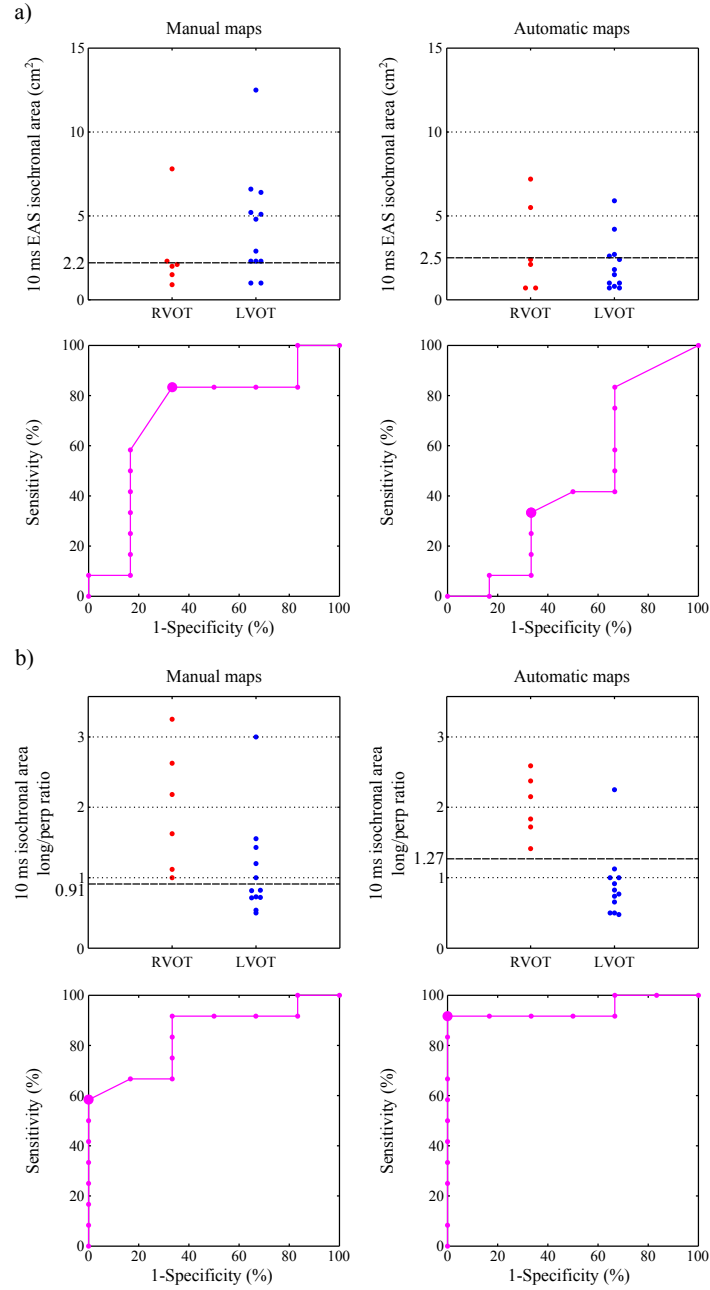 a)
Manual maps
Automatic maps
10 ms EAS isochronal area (cm²)
15
10
5
2.2
0
RVOT LVOT
10 ms EAS isochronal area (cm²)
15
10
5
2.5
0
RVOT LVOT
Sensitivity (%)
100
80
60
40
20
0
0 20 40 60 80 100
1-Specificity (%)
Sensitivity (%)
100
80
60
40
20
0
0 20 40 60 80 100
1-Specificity (%)
b)
Manual maps
Automatic maps
10 ms isochronal area
long/perp ratio
3
2
1
0.91
0
RVOT LVOT
10 ms isochronal area
long/perp ratio
3
2
1.27
1
0
RVOT LVOT
Sensitivity (%)
100
80
60
40
20
0
0 20 40 60 80 100
1-Specificity (%)
Sensitivity (%)
100
80
60
40
20
0
0 20 40 60 80 100
1-Specificity (%)